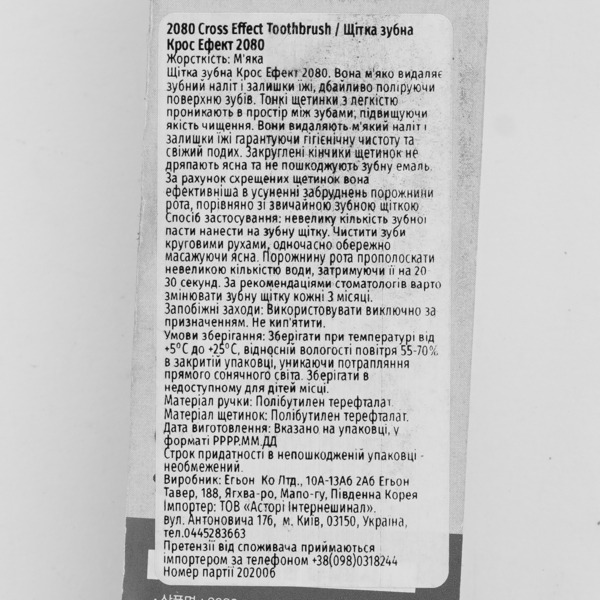 2080 Cross Effect Toothbrush / Щітка зубна
Крос Ефект 2080
Жорсткість: М'яка
Щітка зубна Крос Ефект 2080. Вона м'яко видаляє
зубний наліт і залишки їжі, дбайливо поліруючи
поверхню зубів. Тонкі щетинки з легкістю
проникають в простір між зубами, підвищуючи
якість чищення. Вони видаляють м'який наліт і
залишки їжі гарантуючи гігієнічну чистоту та
свіжий подих. Закруглені кінчики щетинок не
дряпають ясна та не пошкоджують зубну емаль.
За рахунок схрещених щетинок вона
ефективніша в усуненні забруднень порожнини
рота, порівняно зі звичайною зубною щіткою
Спосіб застосування: невелику кількість зубної
пасти нанести на зубну щітку. Чистити зуби
круговими рухами, одночасно обережно
масажуючи ясна. Порожнину рота прополоскати
невеликою кількістю води, затримуючи її на 20
30 секунд. За рекомендаціями стоматологів варто
змінювати зубну щітку кожні 3 місяці.
Запобіжні заходи: Використовувати виключно за
призначенням. Не кип'ятити.
Умови зберігання: Зберігати при температурі від
+5°C до +25°C, відносній вологості повітря 55-70%
в закритій упаковці, уникаючи потрапляння
прямого сонячного світа. Зберігати в
недоступному для дітей місці.
Матеріал ручки: Полібутилен терефталат.
Матеріал щетинок: Полібутилен терефталат.
Дата виготовлення: Вказано на упаковці, у
форматі РРРР.ММ.ДД
Строк придатності в непошкодженій упаковці -
необмежений.
Виробник: Егьон Ко Лтд., 10А-13А6 2А6 Егьон
Тавер, 188, Ягхва-ро, Мапо-гу, Південна Корея
Імпортер: ТОВ «Асторі Інтернешинал».
вул. Антоновича 176, м. Київ, 03150, Україна,
тел.0445283663
Претензії від споживача приймаються
імпортером за телефоном +38(098)0318244
Номер партії 202006